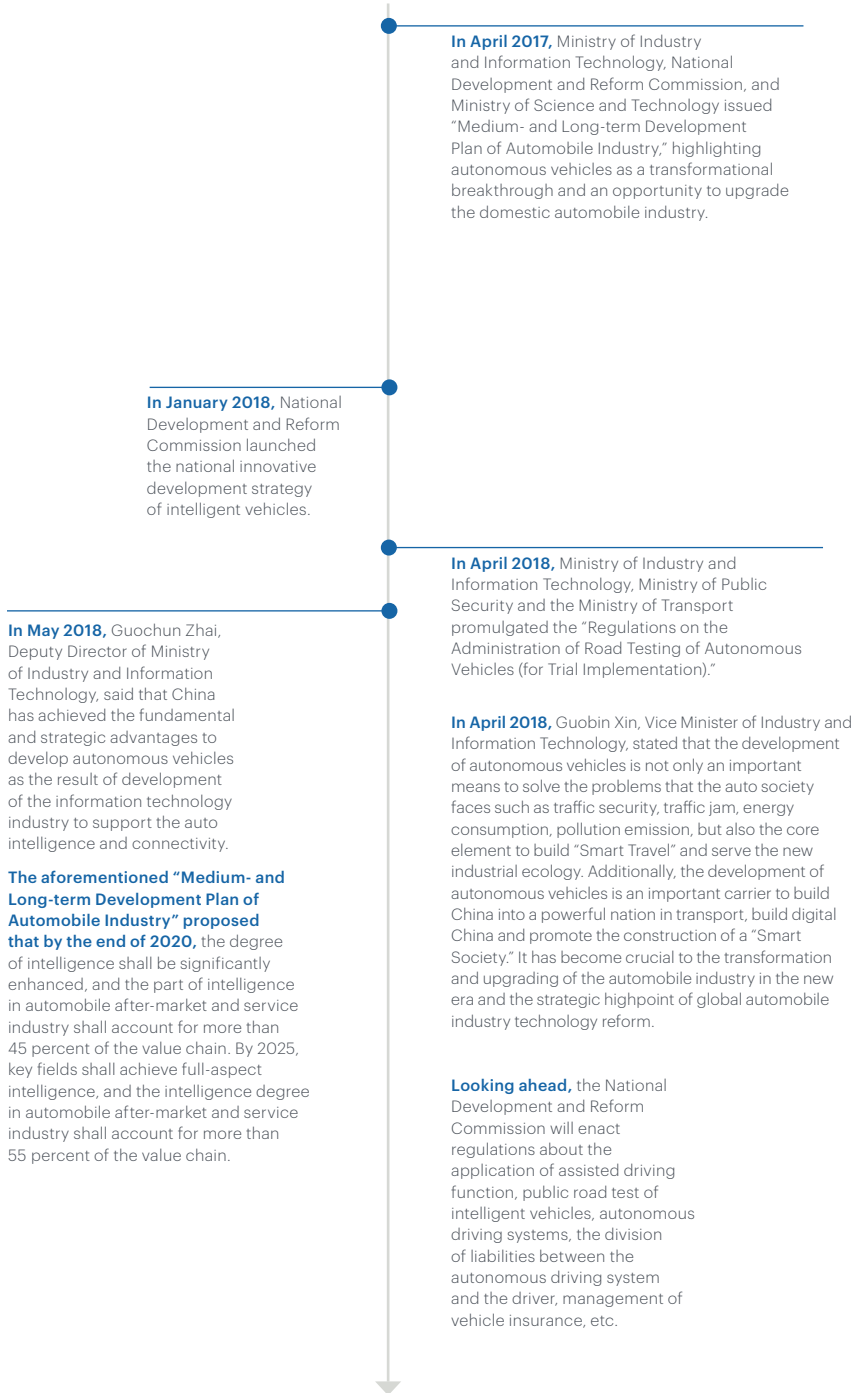 In April 2017, Ministry of Industry
and Information Technology, National
Development and Reform Commission, and
Ministry of Science and Technology issued
“Medium- and Long-term Development
Plan of Automobile Industry,” highlighting
autonomous vehicles as a transformational
breakthrough and an opportunity to upgrade
the domestic automobile industry.
In January 2018, National
Development and Reform
Commission launched
the national innovative
development strategy
of intelligent vehicles.
In April 2018, Ministry of Industry and
Information Technology, Ministry of Public
Security and the Ministry of Transport
promulgated the “Regulations on the
Administration of Road Testing of Autonomous
Vehicles (for Trial Implementation).”
In April 2018, Guobin Xin, Vice Minister of Industry and
Information Technology, stated that the development
of autonomous vehicles is not only an important
means to solve the problems that the auto society
faces such as traffic security, traffic jam, energy
consumption, pollution emission, but also the core
element to build “Smart Travel” and serve the new
industrial ecology. Additionally, the development of
autonomous vehicles is an important carrier to build
China into a powerful nation in transport, build digital
China and promote the construction of a “Smart
Society.” It has become crucial to the transformation
and upgrading of the automobile industry in the new
era and the strategic highpoint of global automobile
industry technology reform.
In May 2018, Guochun Zhai,
Deputy Director of Ministry
of Industry and Information
Technology, said that China
has achieved the fundamental
and strategic advantages to
develop autonomous vehicles
as the result of development
of the information technology
industry to support the auto
intelligence and connectivity.
The aforementioned “Medium- and
Long-term Development Plan of
Automobile Industry” proposed
that by the end of 2020, the degree
of intelligence shall be significantly
enhanced, and the part of intelligence
in automobile after-market and service
industry shall account for more than
45 percent of the value chain. By 2025,
key fields shall achieve full-aspect
intelligence, and the intelligence degree
in automobile after-market and service
industry shall account for more than
55 percent of the value chain.
Looking ahead, the National
Development and Reform
Commission will enact
regulations about the
application of assisted driving
function, public road test of
intelligent vehicles, autonomous
driving systems, the division
of liabilities between the
autonomous driving system
and the driver, management of
vehicle insurance, etc.